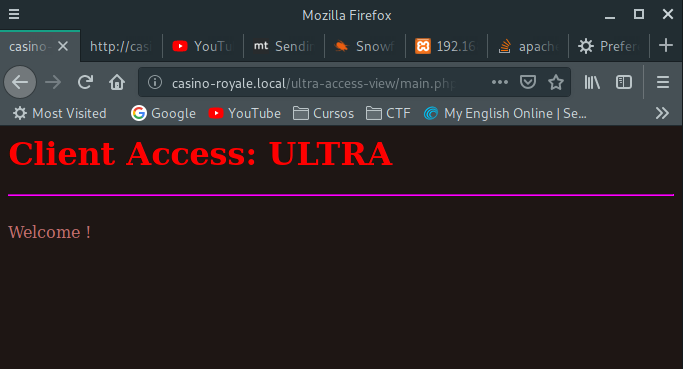 Mozilla Firefox
casino-
http://cas
YouTu
mt Sendin
Snowf
192.16
apache
Prefer
casino-royale.local/ultra-access-view/main.php
Most Visited Google YouTube Cursos CTF My English Online | Se...
Client Access: ULTRA
Welcome !